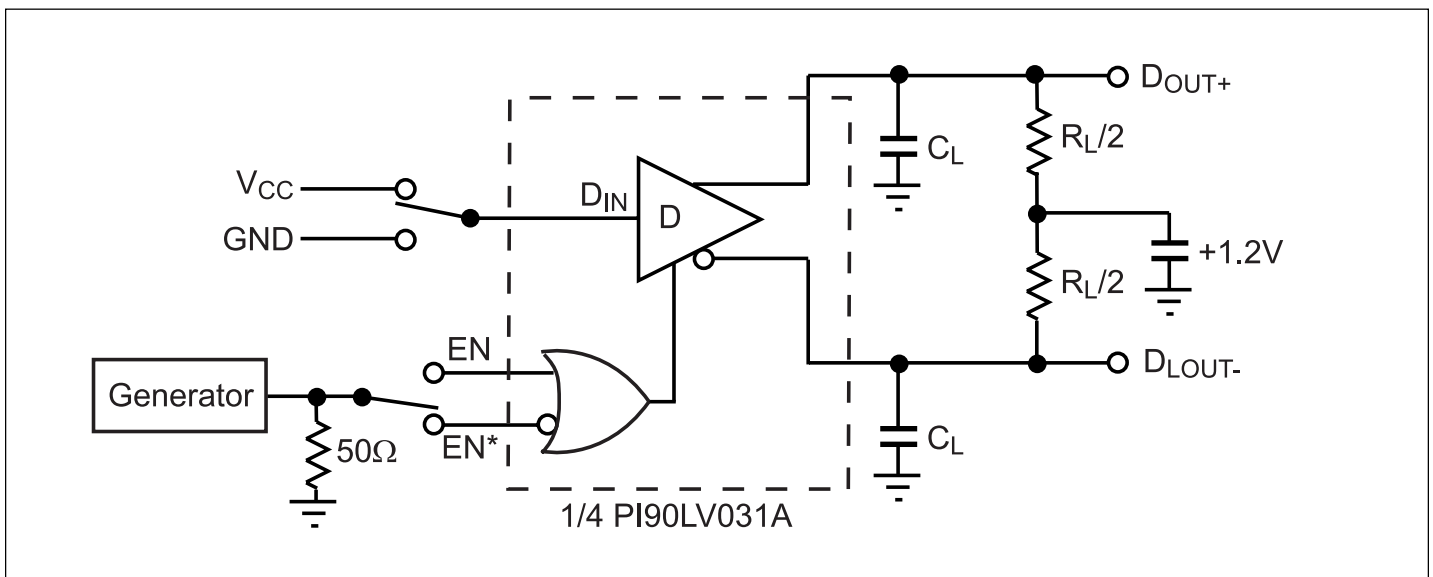 D_OUT+
C_L
R_L/2
V_CC
D_IN
D
GND
+1.2V
R_L/2
EN
D_LOUT-
Generator
C_L
50Ω
EN*
1/4 PI90LV031A